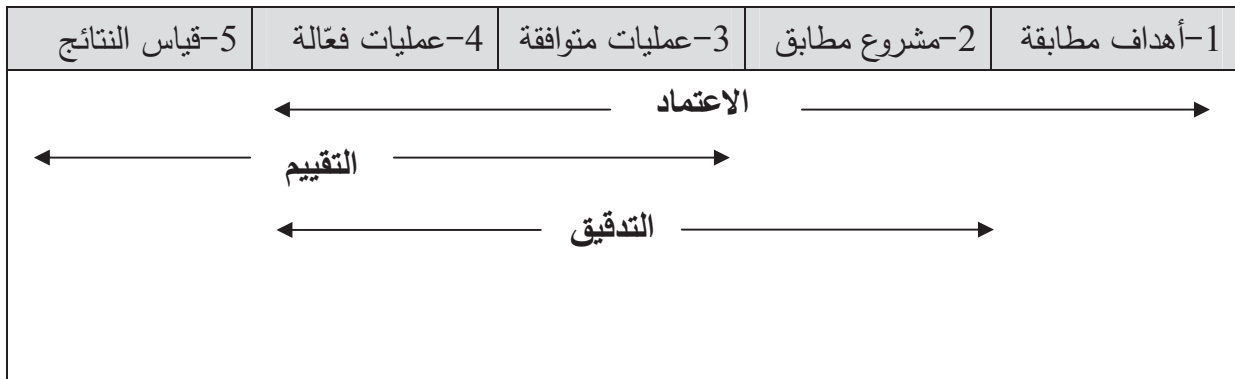 1-أهداف مطابقة 2-مشروع مطابق 3-عمليات متوافقة 4-عمليات فعّالة 5-قياس النتائج
الاعتماد
التقييم
التدقيق